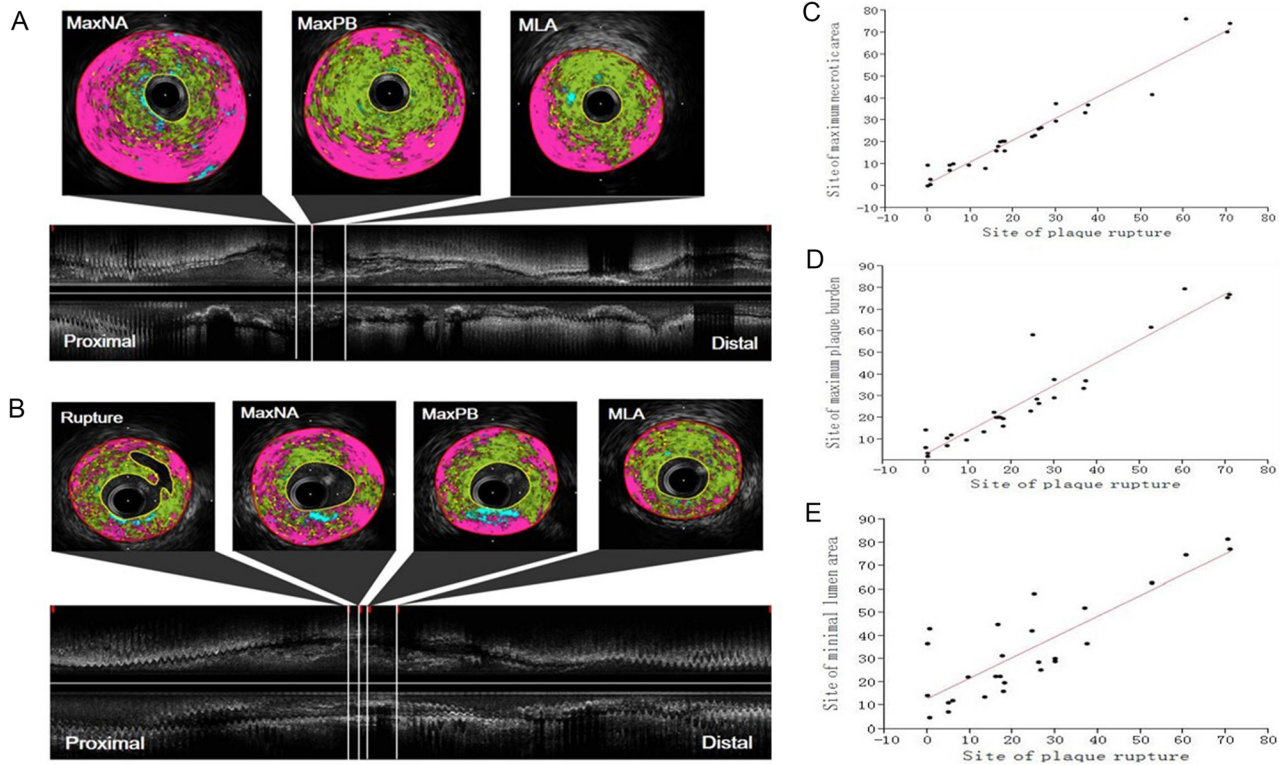 A
MaxNA
MaxPB
MLA
Proximal
Distal
B
Rupture
MaxNA
MaxPB
MLA
Proximal
Distal
C
Site of maximum necrotic area
80
70
60
50
40
30
20
10
0
-10
-10 0 10 20 30 40 50 60 70 80
Site of plaque rupture
D
Site of maximum plaque burden
90
80
70
60
50
40
30
20
10
-10 0 10 20 30 40 50 60 70 80
Site of plaque rupture
E
Site of minimal lumen area
90
80
70
60
50
40
30
20
10
0
-10 0 10 20 30 40 50 60 70 80
Site of plaque rupture